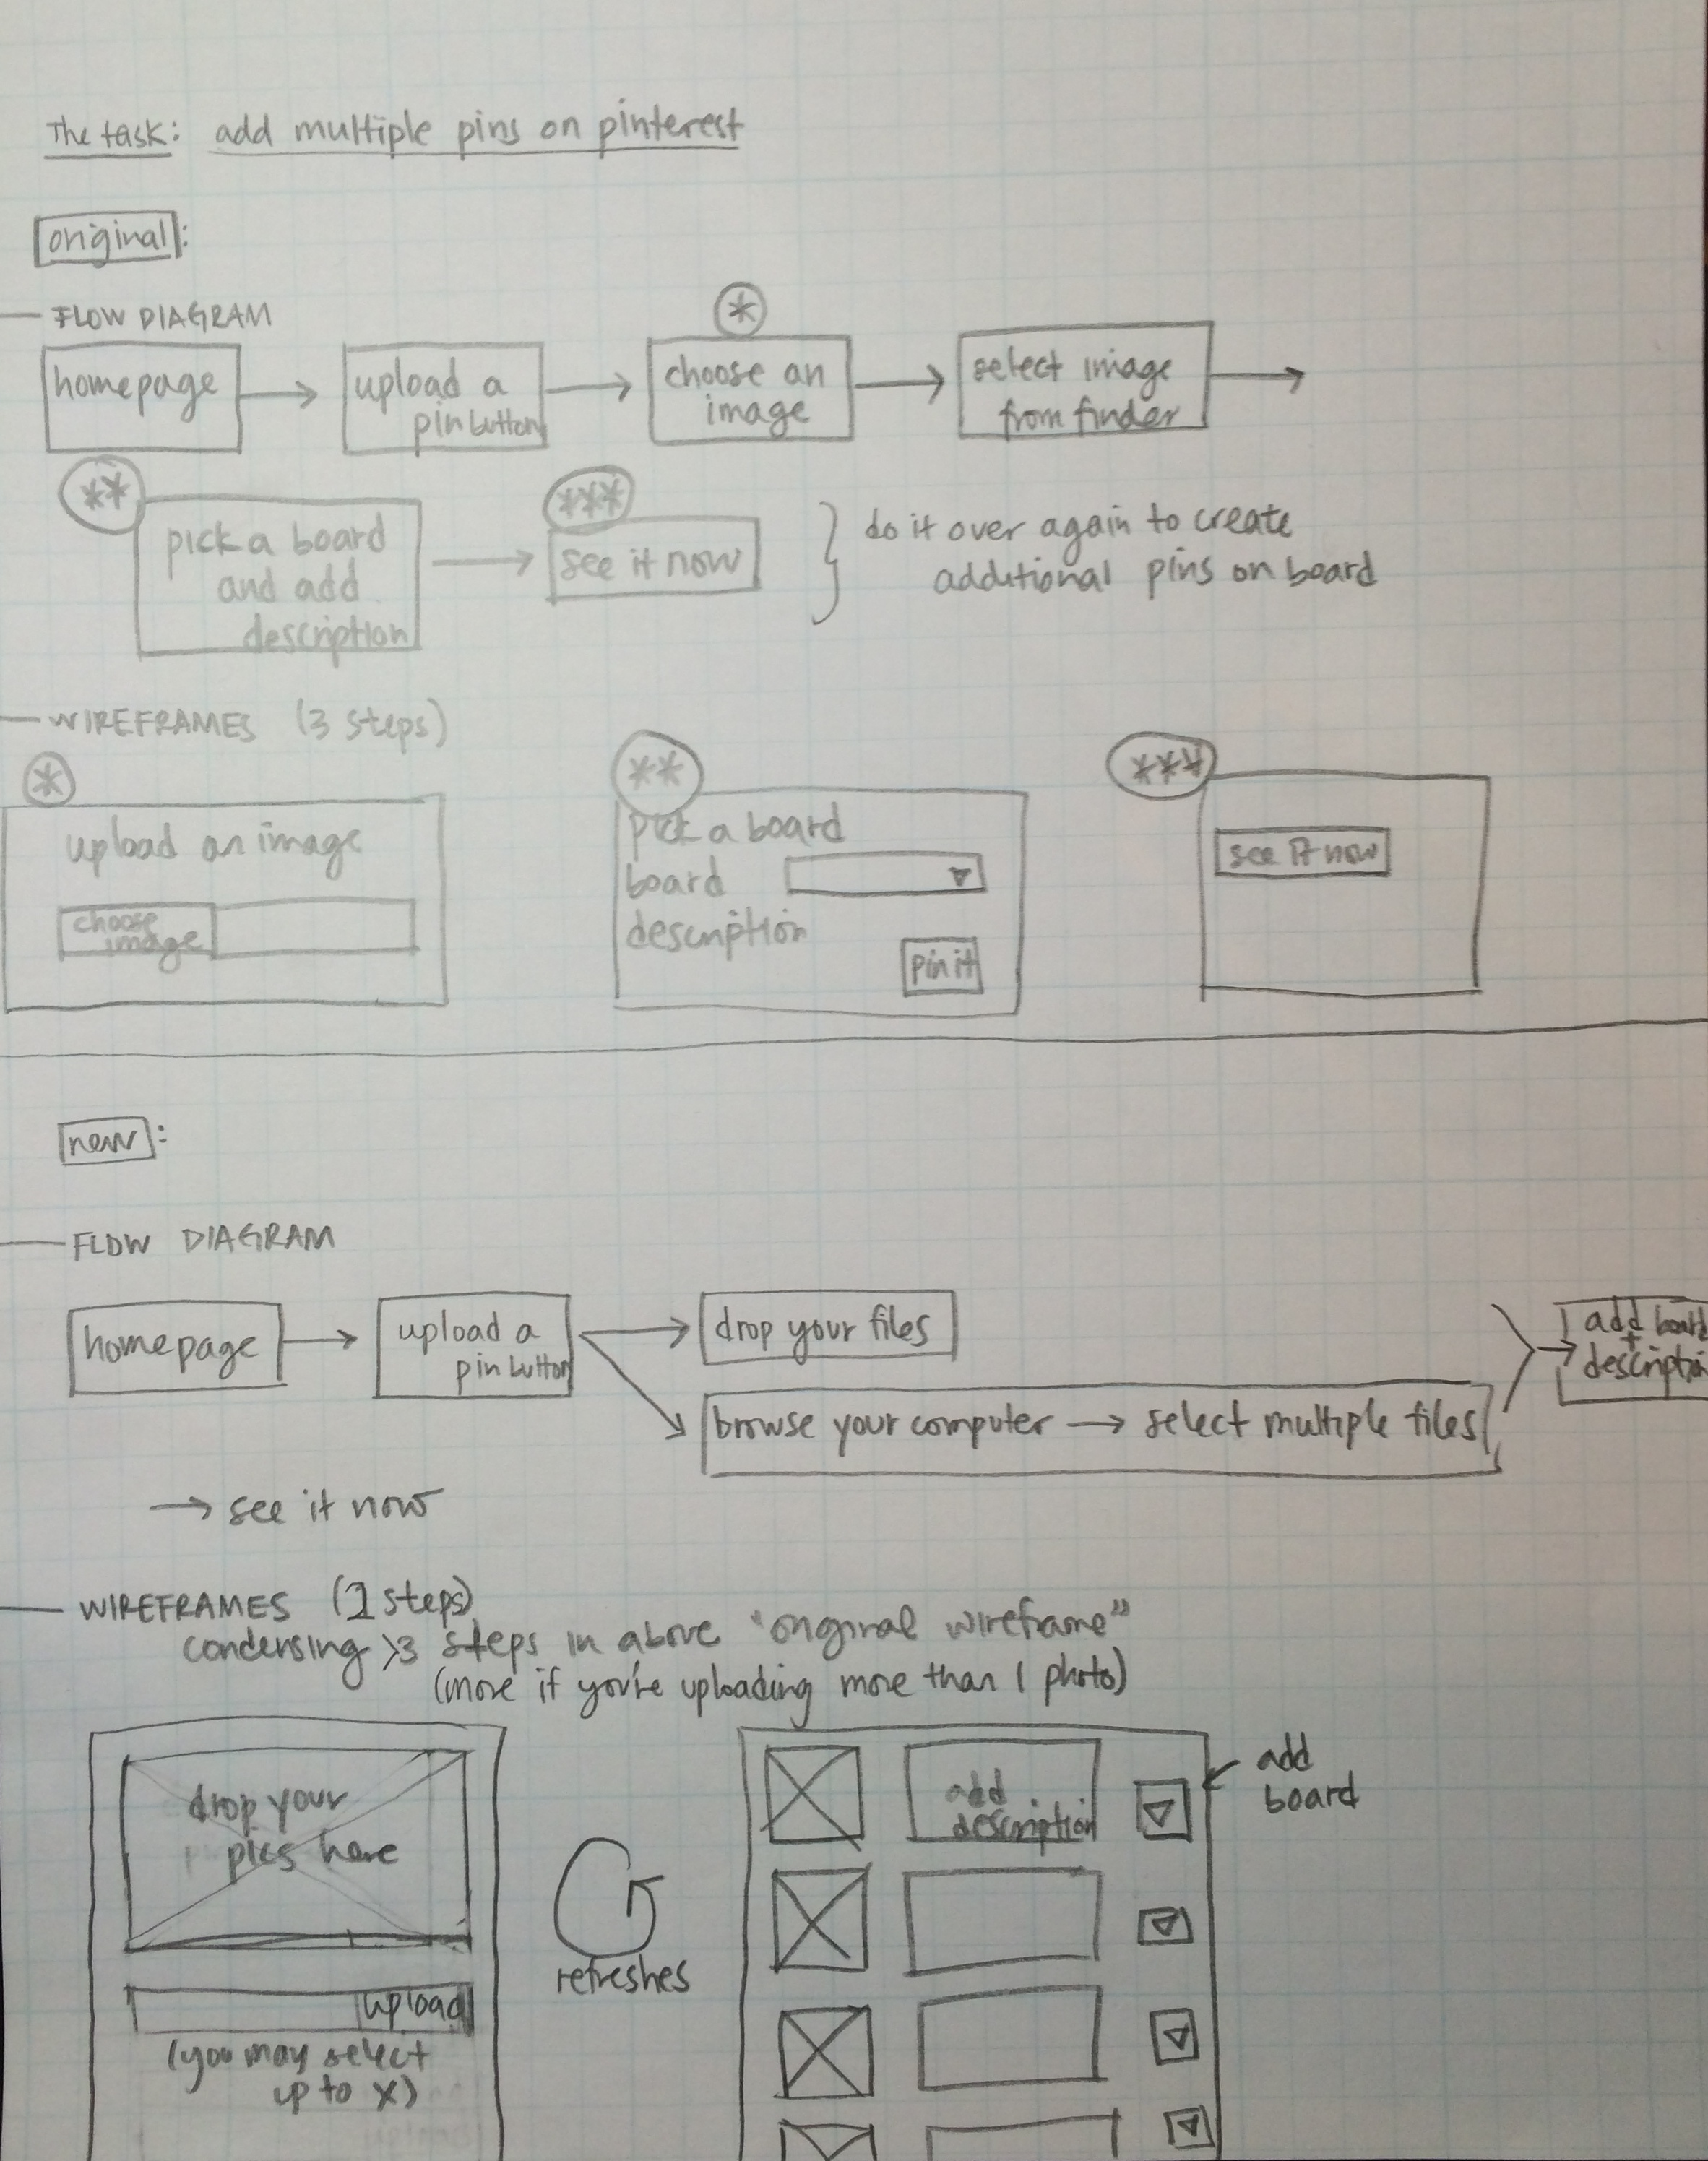 The task: add multiple pins on pinterest
original:
— FLOW DIAGRAM
*
homepage → upload a pin button → choose an image → select image from finder →
**
***
pick a board
and add
description
→ see it now
do it over again to create
additional pins on board
— WIREFRAMES (3 steps)
*
upload an image
choose
image
**
pick a board
board
description
pin it
***
see it now
new:
— FLOW DIAGRAM
homepage → upload a pin button → drop your files
browse your computer → select multiple files
→ add board
+
description
→ see it now
— WIREFRAMES (2 steps)
condensing >3 steps in above "original wireframe"
(more if you're uploading more than 1 photo)
drop your
pics here
upload
(you may select
up to x)
refreshes
add
description
add
board